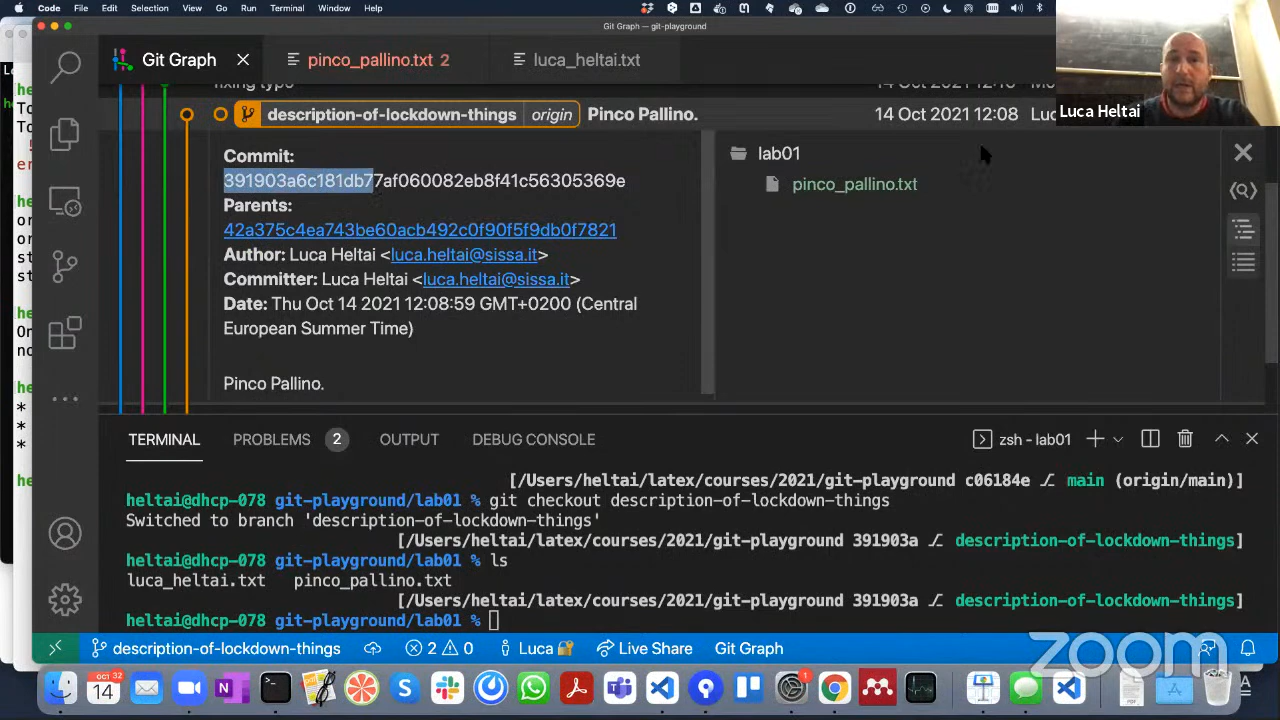 Code File Edit Selection View Go Run Terminal Window Help
Git Graph — git-playground
Git Graph
pinco_pallino.txt 2
luca_heltai.txt
Luca Heltai
description-of-lockdown-things origin Pinco Pallino. 14 Oct 2021 12:08 Luc
Commit:
391903a6c181db77af060082eb8f41c56305369e
Parents:
42a375c4ea743be60acb492c0f90f5f9db0f7821
Author: Luca Heltai <luca.heltai@sissa.it>
Committer: Luca Heltai <luca.heltai@sissa.it>
Date: Thu Oct 14 2021 12:08:59 GMT+0200 (Central
European Summer Time)
Pinco Pallino.
lab01
pinco_pallino.txt
TERMINAL PROBLEMS 2 OUTPUT DEBUG CONSOLE zsh - lab01
[/Users/heltai/latex/courses/2021/git-playground c06184e ⌥ main (origin/main)]
heltai@dhcp-078 git-playground/lab01 % git checkout description-of-lockdown-things
Switched to branch 'description-of-lockdown-things'
[/Users/heltai/latex/courses/2021/git-playground 391903a ⌥ description-of-lockdown-things]
heltai@dhcp-078 git-playground/lab01 % ls
luca_heltai.txt pinco_pallino.txt
[/Users/heltai/latex/courses/2021/git-playground 391903a ⌥ description-of-lockdown-things]
heltai@dhcp-078 git-playground/lab01 %
description-of-lockdown-things 2 0 Luca Live Share Git Graph
zoom
OCT 32
14
1